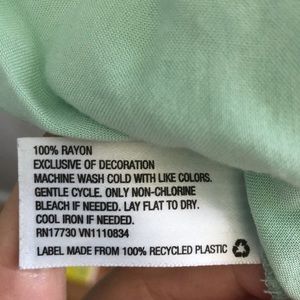 100% RAYON
EXCLUSIVE OF DECORATION
MACHINE WASH COLD WITH LIKE COLORS.
GENTLE CYCLE. ONLY NON-CHLORINE
BLEACH IF NEEDED. LAY FLAT TO DRY.
COOL IRON IF NEEDED.
RN17730 VN1110834
LABEL MADE FROM 100% RECYCLED PLASTIC